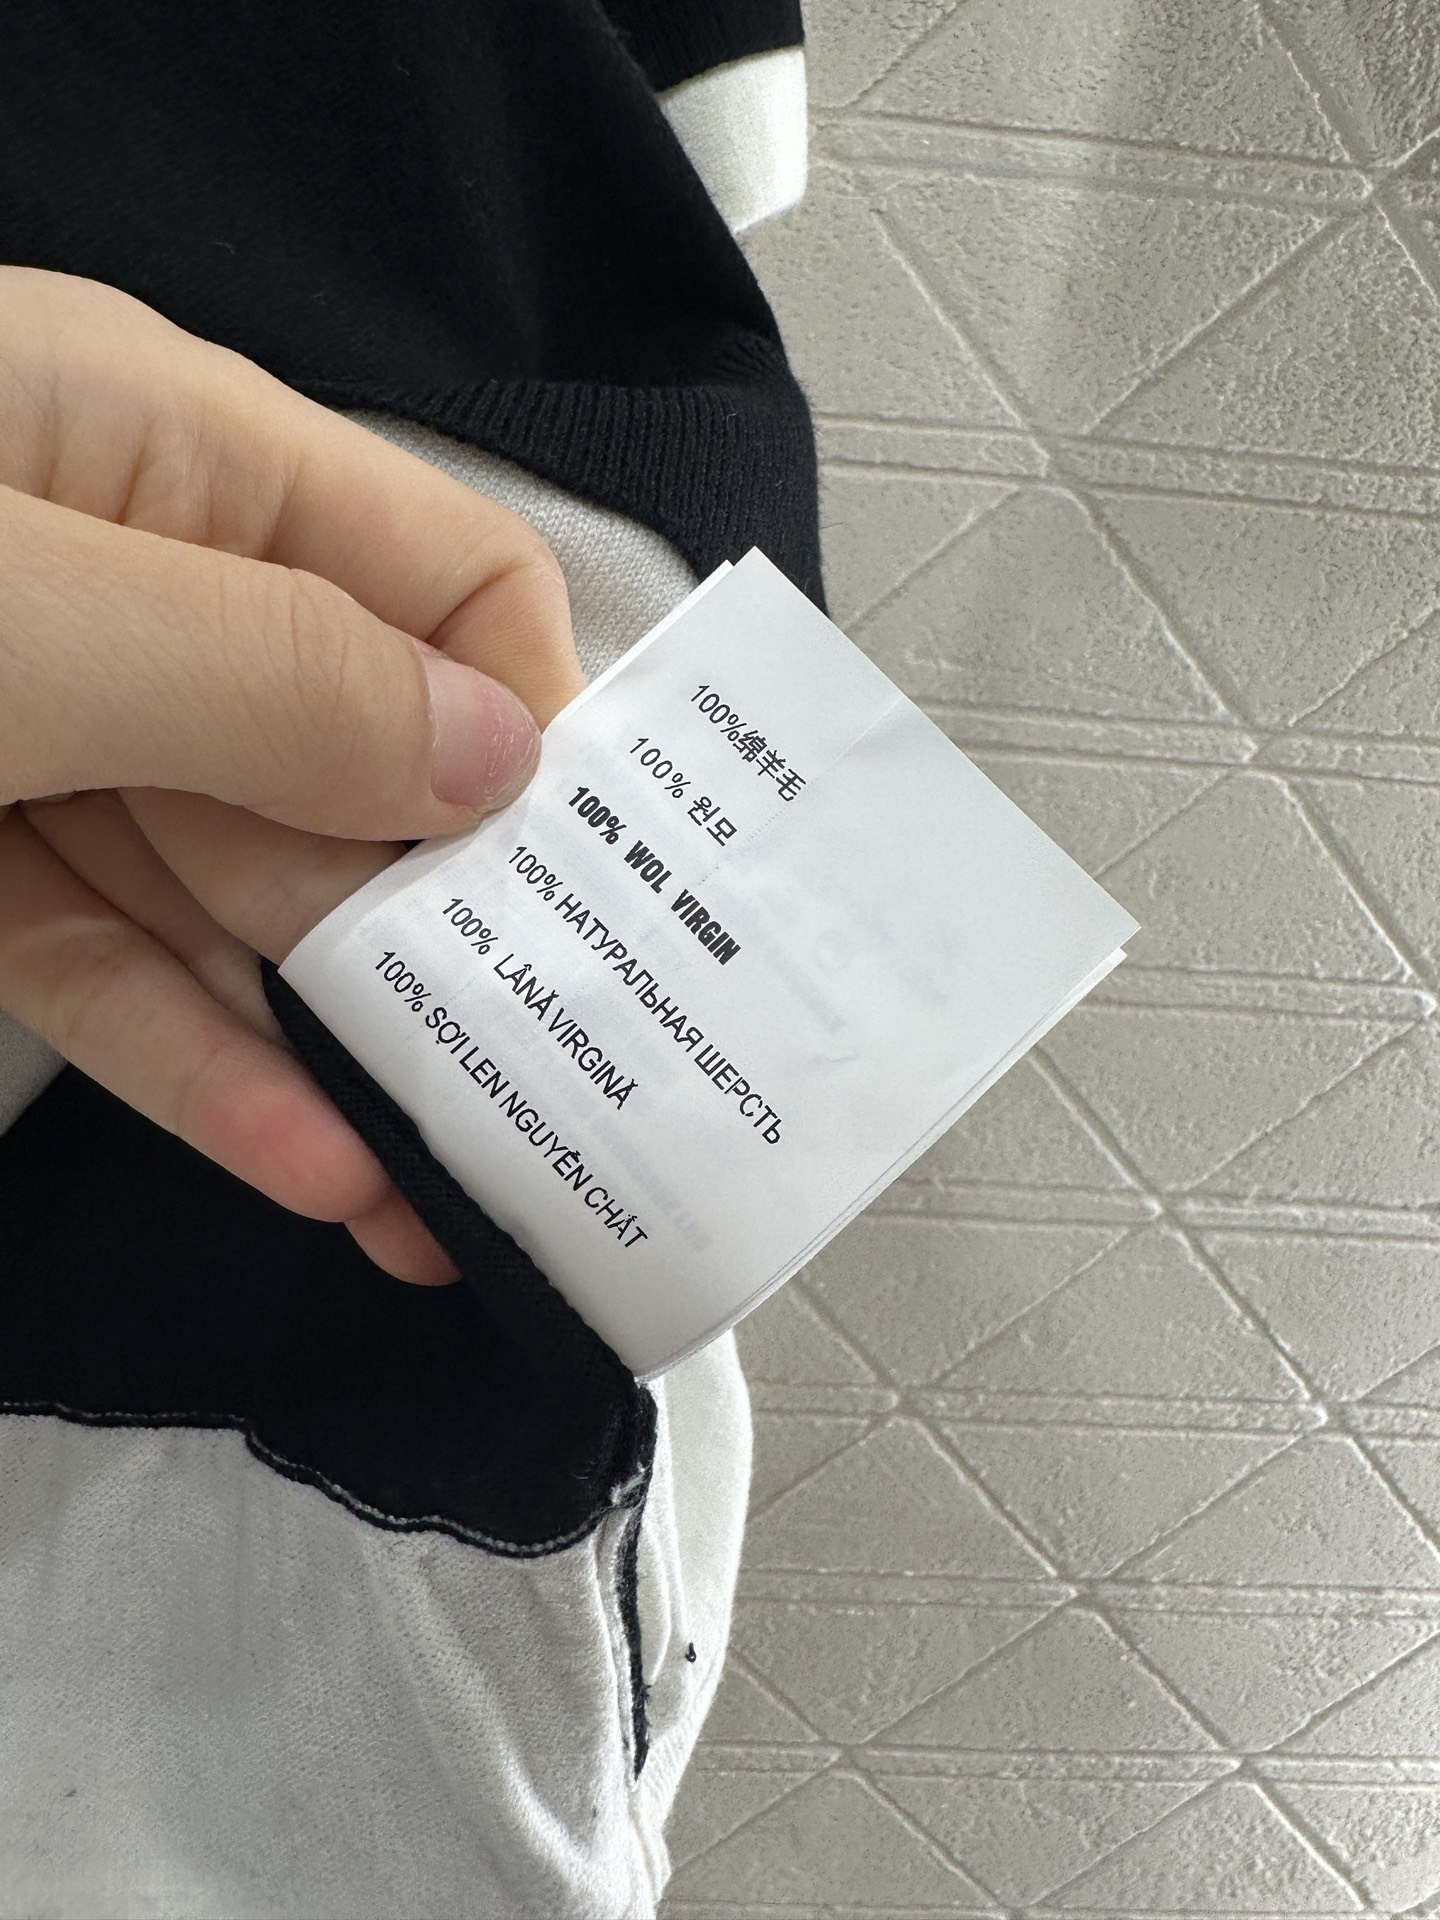 100%绵羊毛
100% 원모
100% WOL VIRGIN
100% НАТУРАЛЬНАЯ ШЕРСТЬ
100% LÂNĂ VIRGINĂ
100% SỢI LEN NGUYÊN CHẤT